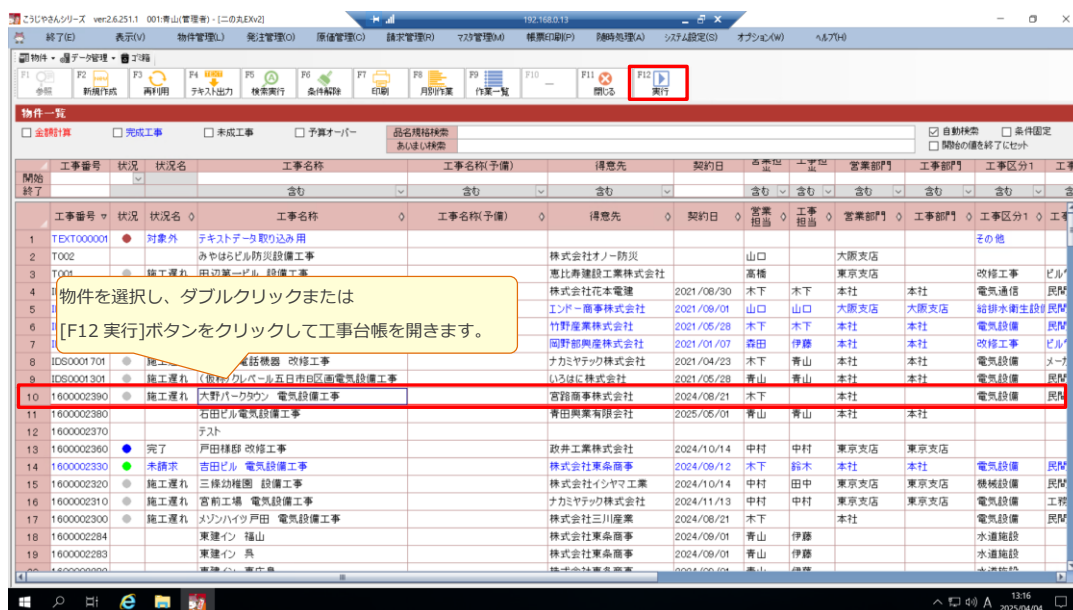 こうじやさんシリーズ ver:2.6.251.1 001:青山(管理者) - [二の丸EXv2]
192.168.0.13
終了(E) 表示(V) 物件管理(L) 発注管理(O) 原価管理(C) 請求管理(R) マスタ管理(M) 帳票印刷(P) 随時処理(A) システム設定(S) オプション(W) ヘルプ(H)
物件 データ管理 ゴミ箱
F1 参照 F2 新規作成 F3 再利用 F4 テキスト出力 F5 検索実行 F6 条件解除 F7 印刷 F8 月別作業 F9 作業一覧 F10 F11 閉じる F12 実行
物件一覧
金額計算 完成工事 未成工事 予算オーバー 品名規格検索 自動検索 条件固定
あいまい検索 開始の値を終了にセット
工事番号 状況 状況名 工事名称 工事名称(予備) 得意先 契約日 営業部門 工事部門 工事区分1
開始
終了 含む 含む 含む 含む 含む 含む 含む 含む
工事番号 状況 状況名 工事名称 工事名称(予備) 得意先 契約日 営業担当 工事担当 営業部門 工事部門 工事区分1
1 TEXT000001 対象外 テキストデータ取り込み用 その他
2 T002 みやはらビル防災設備工事 株式会社オノー防災 山口 大阪支店
3 T001 施工遅れ 田辺第一ビル 設備工事 恵比寿建設工業株式会社 高橋 東京支店 改修工事
4 株式会社花本電建 2021/08/30 木下 木下 本社 本社 電気通信
5 エンドー商事株式会社 2021/09/01 山口 山口 大阪支店 大阪支店
6 竹野産業株式会社 2021/05/28 木下 木下 本社 本社 電気設備
7 岡野部興産株式会社 2021/01/07 森田 伊藤 本社 本社 改修工事
物件を選択し、ダブルクリックまたは
[F12 実行]ボタンをクリックして工事台帳を開きます。
8 IDS0001701 電話機器 改修工事 ナカミヤテック株式会社 2021/04/23 木下 青山 本社 本社 電気設備
9 IDS0001301 施工遅れ (仮称)クレベール五日市B区画電気設備工事 いろはに株式会社 2021/05/28 青山 青山 本社 本社 電気設備
10 1600002390 施工遅れ 大野パークタウン 電気設備工事 宮路商事株式会社 2024/08/21 木下 本社 電気設備
11 1600002380 石田ビル電気設備工事 青田興業有限会社 2025/05/01 青山 青山 本社 本社
12 1600002370 テスト
13 1600002360 完了 戸田様邸 改修工事 政井工業株式会社 2024/10/14 中村 中村 東京支店 東京支店
14 1600002330 未請求 吉田ビル 電気設備工事 株式会社東条商事 2024/09/12 木下 鈴木 本社 本社 電気設備
15 1600002320 施工遅れ 三條幼稚園 設備工事 株式会社イシヤマ工業 2024/10/14 中村 田中 東京支店 東京支店 機械設備
16 1600002310 施工遅れ 宮前工場 電気設備工事 ナカミヤテック株式会社 2024/11/13 中村 中村 東京支店 東京支店 電気設備
17 1600002300 施工遅れ メゾンハイツ戸田 電気設備工事 株式会社三川産業 2024/08/21 木下 本社 電気設備
18 1600002284 東建イン 福山 株式会社東条商事 2024/09/01 青山 伊藤 水道施設
19 1600002283 東建イン 呉 株式会社東条商事 2024/09/01 青山 伊藤 水道施設
13:16
2025/04/04